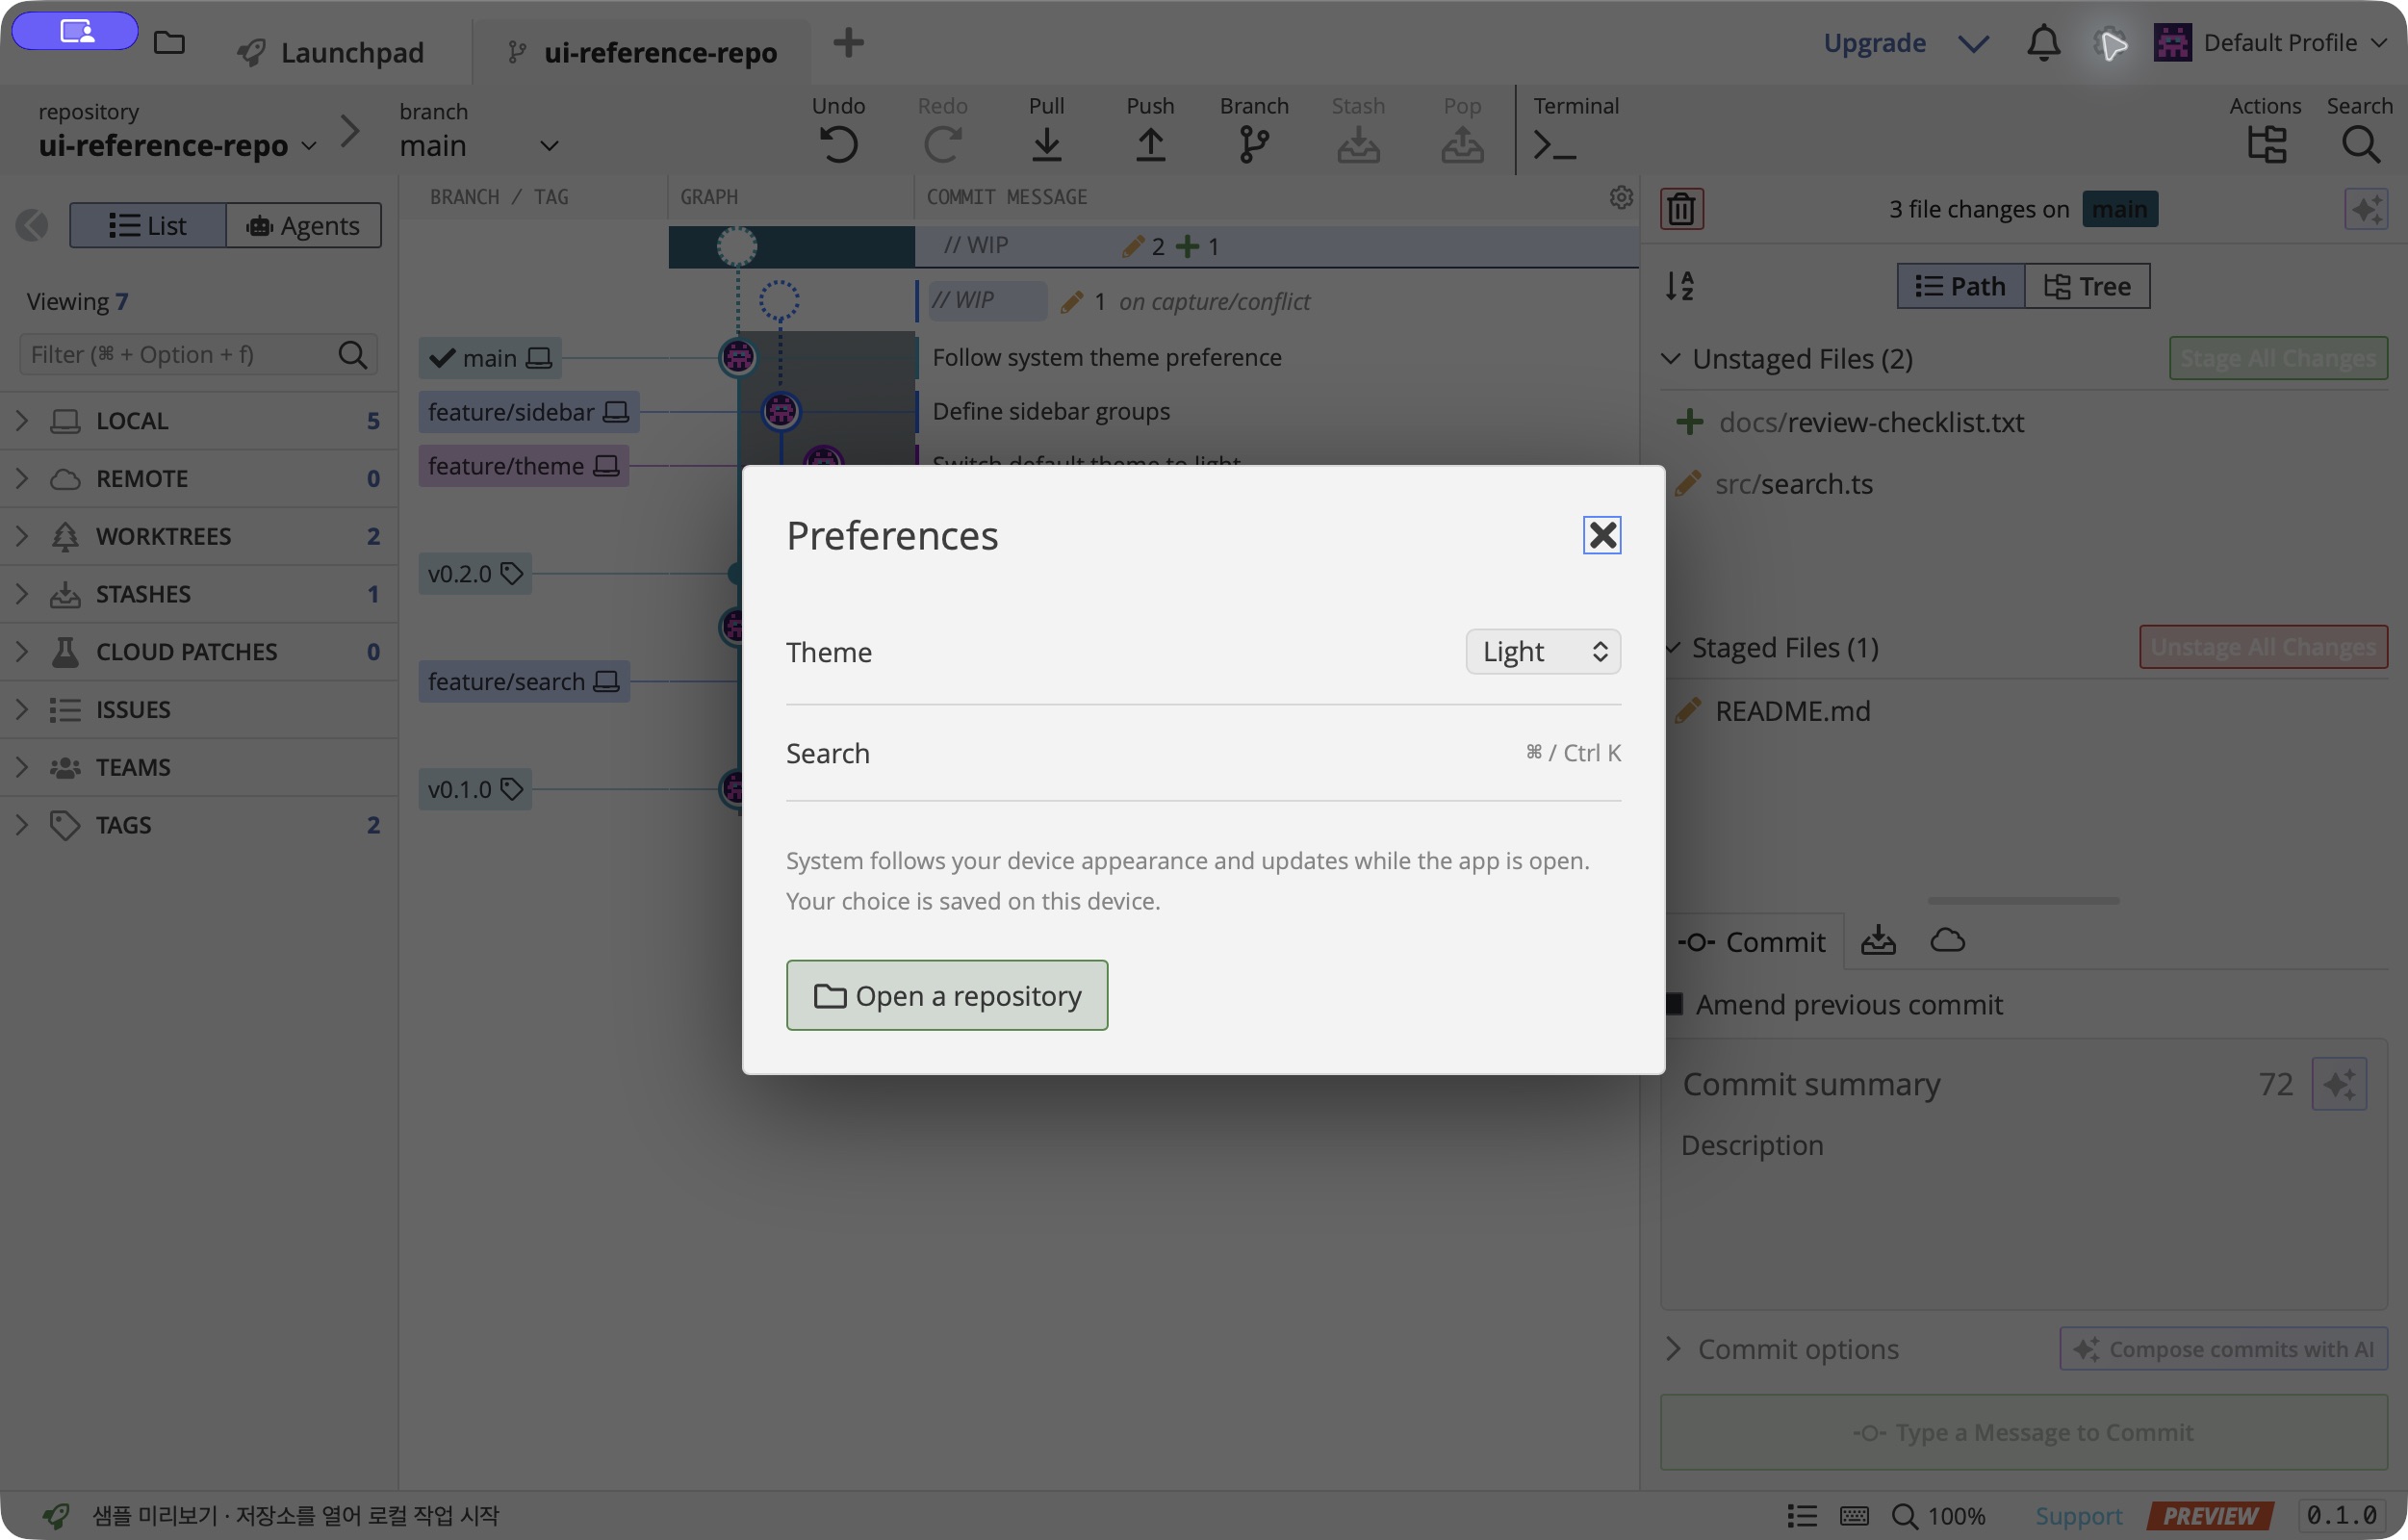 Launchpad
ui-reference-repo
Upgrade
Default Profile
repository
ui-reference-repo
branch
main
Undo
Redo
Pull
Push
Branch
Stash
Pop
Terminal
Actions
Search
List
Agents
Viewing 7
Filter (⌘ + Option + f)
LOCAL 5
REMOTE 0
WORKTREES 2
STASHES 1
CLOUD PATCHES 0
ISSUES
TEAMS
TAGS 2
BRANCH / TAG
GRAPH
COMMIT MESSAGE
// WIP 2 1
// WIP 1 on capture/conflict
main
Follow system theme preference
feature/sidebar
Define sidebar groups
feature/theme
Switch default theme to light
v0.2.0
feature/search
v0.1.0
Preferences
Theme
Light
Search
⌘ / Ctrl K
System follows your device appearance and updates while the app is open.
Your choice is saved on this device.
Open a repository
3 file changes on main
A
Z
Path
Tree
Unstaged Files (2)
Stage All Changes
docs/review-checklist.txt
src/search.ts
Staged Files (1)
Unstage All Changes
README.md
Commit
Amend previous commit
Commit summary
72
Description
Commit options
Compose commits with AI
Type a Message to Commit
샘플 미리보기 · 저장소를 열어 로컬 작업 시작
100%
Support
PREVIEW
0.1.0